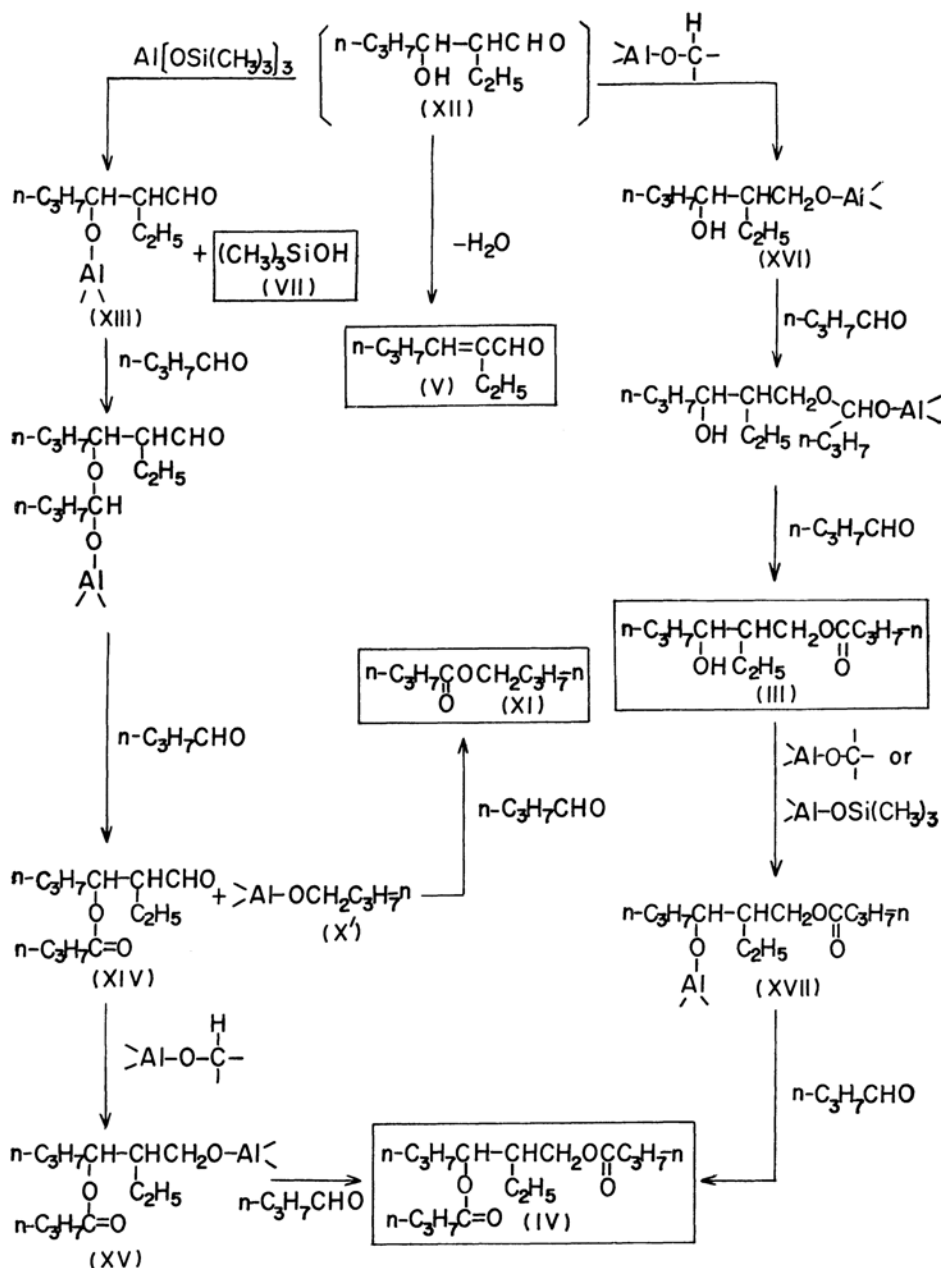 Al[OSi(CH₃)₃]₃
n-C₃H₇CH-CHCHO
OH C₂H₅
(XII)
>Al-O-C-
H
n-C₃H₇CH-CHCHO
O C₂H₅
Al
(XIII)
+ (CH₃)₃SiOH
(VII)
-H₂O
n-C₃H₇CH-CHCH₂O-Al
OH C₂H₅
(XVI)
n-C₃H₇CHO
n-C₃H₇CH=CCHO
(V) C₂H₅
n-C₃H₇CHO
n-C₃H₇CH-CHCHO
O C₂H₅
n-C₃H₇CH
O
Al
n-C₃H₇CH-CHCH₂O
CHO-Al
OH C₂H₅ n-C₃H₇
n-C₃H₇CHO
n-C₃H₇CH-CHCH₂OCC₃H₇-n
OH C₂H₅ O
(III)
n-C₃H₇COCH₂C₃H₇-n
O (XI)
n-C₃H₇CHO
n-C₃H₇CHO
>Al-O-C- or
>Al-OSi(CH₃)₃
n-C₃H₇CH-CHCHO
O C₂H₅
n-C₃H₇C=O
(XIV)
+ >Al-OCH₂C₃H₇-n
(X′)
n-C₃H₇CH-CHCH₂OCC₃H₇-n
O C₂H₅ O
Al
(XVII)
H
>Al-O-C-
n-C₃H₇CHO
n-C₃H₇CH-CHCH₂O-Al
O C₂H₅
n-C₃H₇C=O
(XV)
n-C₃H₇CHO
n-C₃H₇CH-CHCH₂OCC₃H₇-n
O C₂H₅ O
n-C₃H₇C=O (IV)